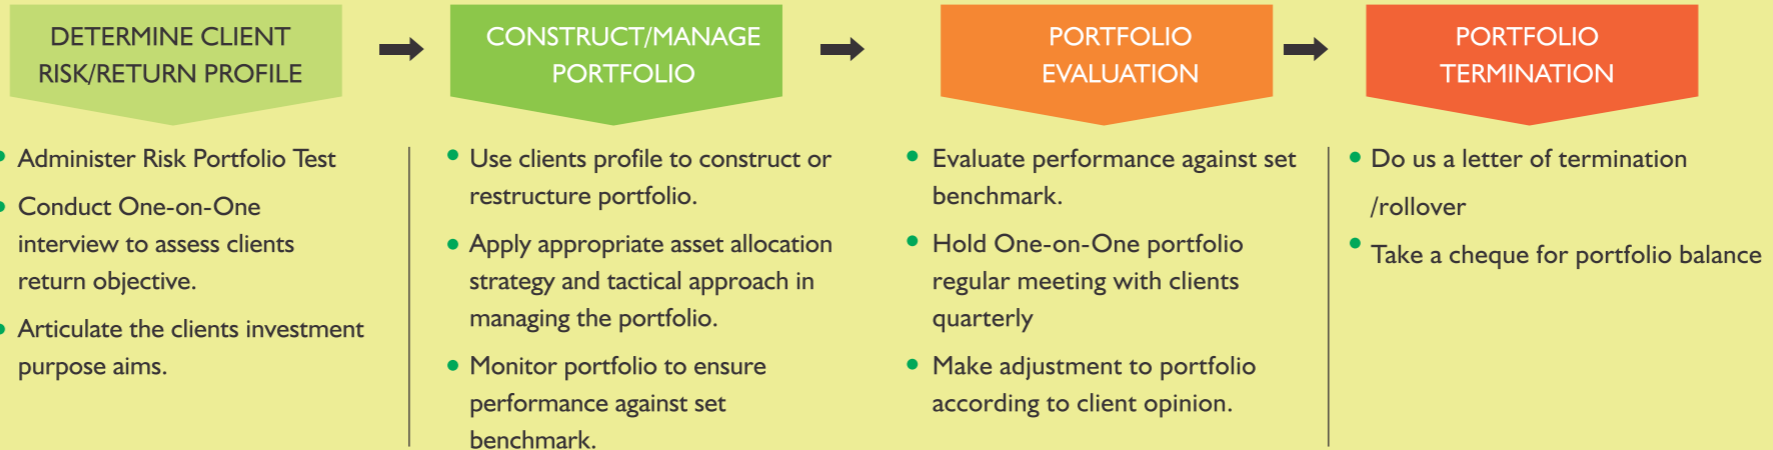 DETERMINE CLIENT
RISK/RETURN PROFILE
• Administer Risk Portfolio Test
• Conduct One-on-One
interview to assess clients
return objective.
• Articulate the clients investment
purpose aims.
CONSTRUCT/MANAGE
PORTFOLIO
• Use clients profile to construct or
restructure portfolio.
• Apply appropriate asset allocation
strategy and tactical approach in
managing the portfolio.
• Monitor portfolio to ensure
performance against set
benchmark.
PORTFOLIO
EVALUATION
• Evaluate performance against set
benchmark.
• Hold One-on-One portfolio
regular meeting with clients
quarterly
• Make adjustment to portfolio
according to client opinion.
PORTFOLIO
TERMINATION
• Do us a letter of termination
/rollover
• Take a cheque for portfolio balance